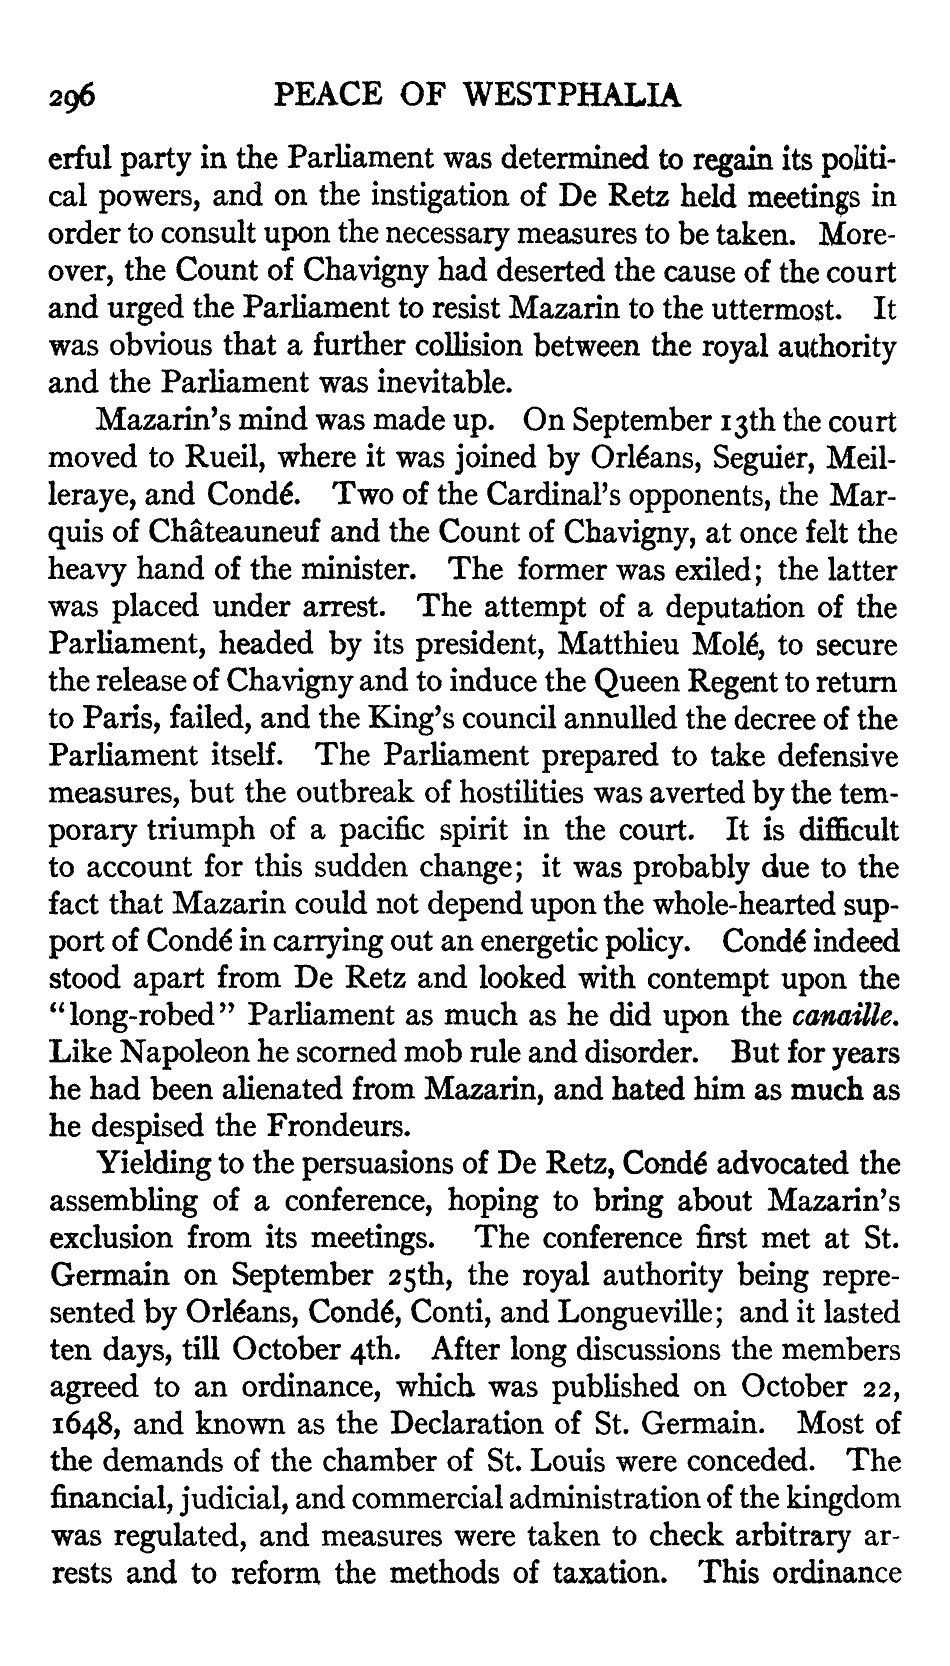 296 PEACE OF WESTPHALIA
erful party in the Parliament was determined to regain its politi-
cal powers, and on the instigation of De Retz held meetings in
order to consult upon the necessary measures to be taken. More-
over, the Count of Chavigny had deserted the cause of the court
and urged the Parliament to resist Mazarin to the uttermost. It
was obvious that a further collision between the royal authority
and the Parliament was inevitable.
Mazarin's mind was made up. On September 13th the court
moved to Rueil, where it was joined by Orléans, Seguier, Meil-
leraye, and Condé. Two of the Cardinal's opponents, the Mar-
quis of Châteauneuf and the Count of Chavigny, at once felt the
heavy hand of the minister. The former was exiled; the latter
was placed under arrest. The attempt of a deputation of the
Parliament, headed by its president, Matthieu Molé, to secure
the release of Chavigny and to induce the Queen Regent to return
to Paris, failed, and the King's council annulled the decree of the
Parliament itself. The Parliament prepared to take defensive
measures, but the outbreak of hostilities was averted by the tem-
porary triumph of a pacific spirit in the court. It is difficult
to account for this sudden change; it was probably due to the
fact that Mazarin could not depend upon the whole-hearted sup-
port of Condé in carrying out an energetic policy. Condé indeed
stood apart from De Retz and looked with contempt upon the
"long-robed" Parliament as much as he did upon the canaille.
Like Napoleon he scorned mob rule and disorder. But for years
he had been alienated from Mazarin, and hated him as much as
he despised the Frondeurs.
Yielding to the persuasions of De Retz, Condé advocated the
assembling of a conference, hoping to bring about Mazarin's
exclusion from its meetings. The conference first met at St.
Germain on September 25th, the royal authority being repre-
sented by Orléans, Condé, Conti, and Longueville; and it lasted
ten days, till October 4th. After long discussions the members
agreed to an ordinance, which was published on October 22,
1648, and known as the Declaration of St. Germain. Most of
the demands of the chamber of St. Louis were conceded. The
financial, judicial, and commercial administration of the kingdom
was regulated, and measures were taken to check arbitrary ar-
rests and to reform the methods of taxation. This ordinance